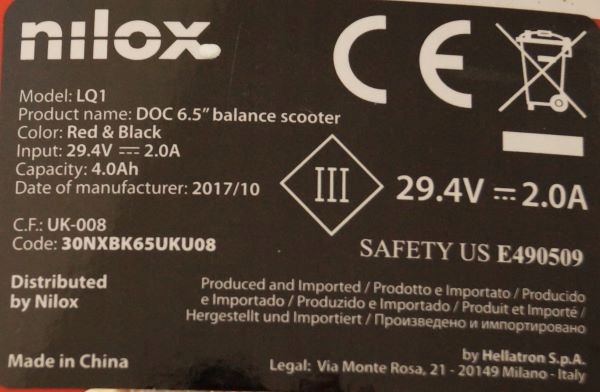 nilox
CE
Model: LQ1
Product name: DOC 6.5" balance scooter
Color: Red & Black
Input: 29.4V ⎓ 2.0A
Capacity: 4.0Ah
Date of manufacturer: 2017/10
III
29.4V ⎓ 2.0A
C.F.: UK-008
Code: 30NXBK65UKU08
SAFETY US E490509
Distributed
by Nilox
Produced and Imported / Prodotto e Importato / Producido
e Importado / Produzido e Importado / Produit et Importé /
Hergestellt und Importiert / Произведено и импортировано
by Hellatron S.p.A.
Made in China
Legal: Via Monte Rosa, 21 - 20149 Milano - Italy